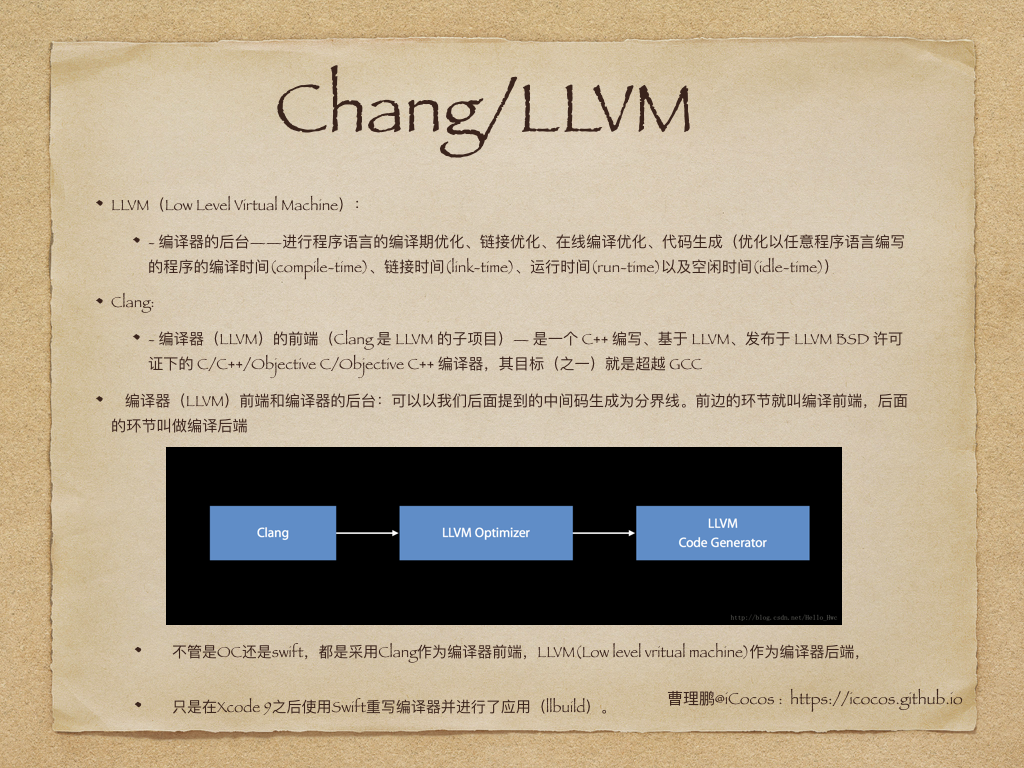 Chang/LLVM
LLVM（Low Level Virtual Machine）：
- 编译器的后台——进行程序语言的编译期优化、链接优化、在线编译优化、代码生成（优化以任意程序语言编写
的程序的编译时间(compile-time)、链接时间(link-time)、运行时间(run-time)以及空闲时间(idle-time)）
Clang:
- 编译器（LLVM）的前端（Clang 是 LLVM 的子项目）— 是一个 C++ 编写、基于 LLVM、发布于 LLVM BSD 许可
证下的 C/C++/Objective C/Objective C++ 编译器，其目标（之一）就是超越 GCC
编译器（LLVM）前端和编译器的后台：可以以我们后面提到的中间码生成为分界线。前边的环节就叫编译前端，后面
的环节叫做编译后端
Clang
LLVM Optimizer
LLVM
Code Generator
http://blog.csdn.net/Hello_Hwc
不管是OC还是swift，都是采用Clang作为编译器前端，LLVM(Low level vritual machine)作为编译器后端，
只是在Xcode 9之后使用Swift重写编译器并进行了应用（llbuild）。
曹理鹏@iCocos : https://icocos.github.io